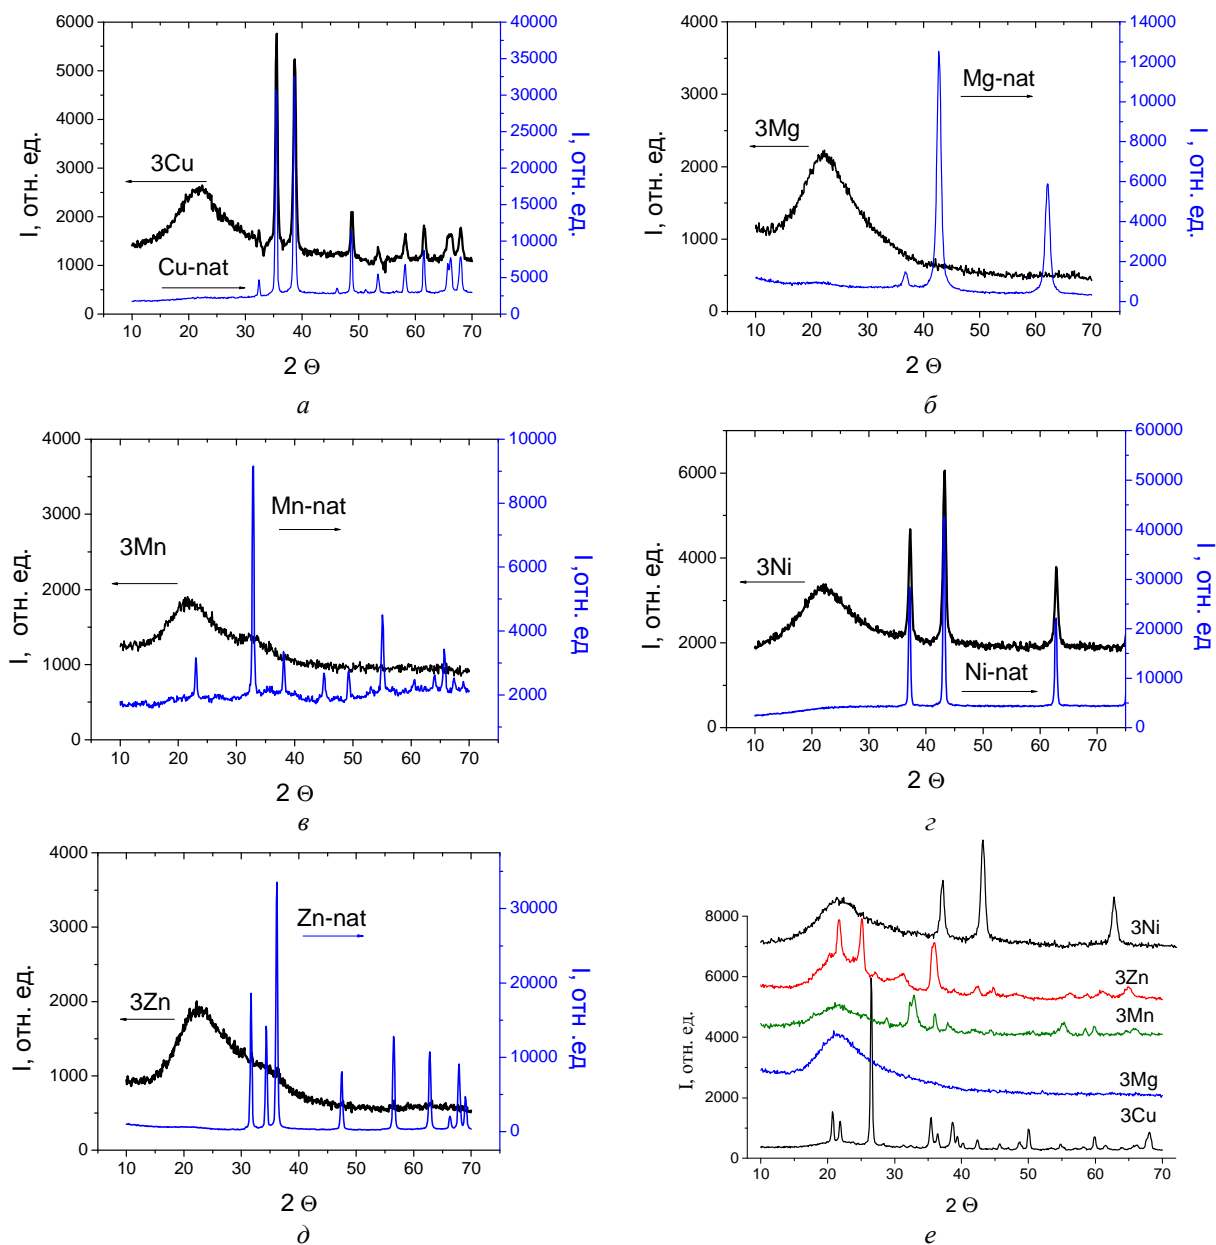 6000
5000
4000
3000
2000
1000
0
I, отн. ед.
40000
35000
30000
25000
20000
15000
10000
5000
0
I, отн. ед.
3Cu
Cu-nat
10 20 30 40 50 60 70
2 Θ
а
4000
3000
2000
1000
0
I, отн. ед.
14000
12000
10000
8000
6000
4000
2000
0
I , отн. ед.
Mg-nat
3Mg
10 20 30 40 50 60 70
2 Θ
б
4000
3000
2000
1000
0
I, отн. ед.
10000
8000
6000
4000
2000
I ,отн. ед
Mn-nat
3Mn
10 20 30 40 50 60 70
2 Θ
в
6000
4000
2000
0
I, отн. ед.
60000
50000
40000
30000
20000
10000
0
I , отн. ед
3Ni
Ni-nat
10 20 30 40 50 60 70
2 Θ
г
4000
3000
2000
1000
0
I, отн. ед.
30000
20000
10000
0
I, отн .ед
Zn-nat
3Zn
10 20 30 40 50 60 70
2 Θ
д
8000
6000
4000
2000
0
I, отн. ед.
3Ni
3Zn
3Mn
3Mg
3Cu
10 20 30 40 50 60 70
2 Θ
е